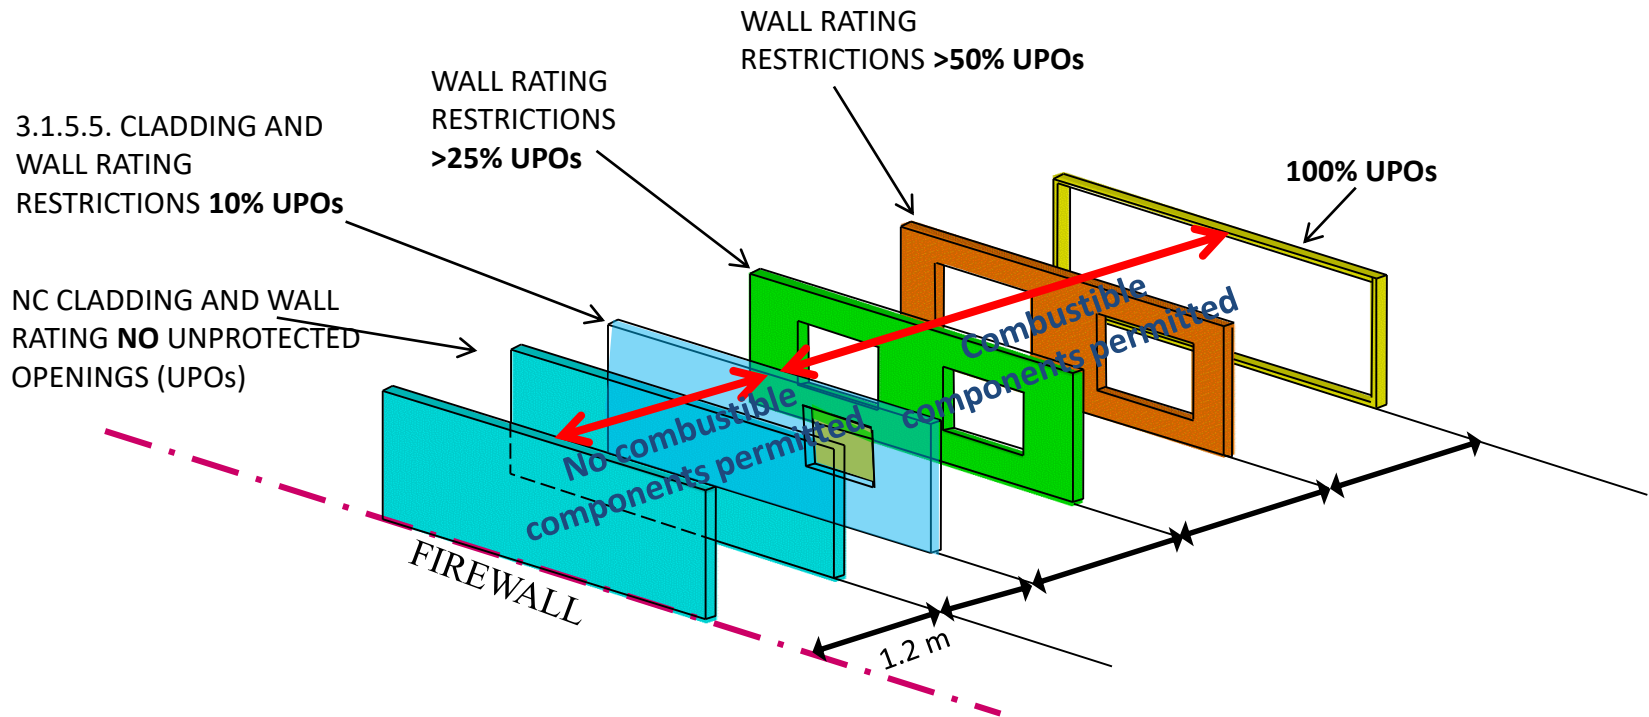 WALL RATING
RESTRICTIONS >50% UPOs
WALL RATING
RESTRICTIONS
>25% UPOs
3.1.5.5. CLADDING AND
WALL RATING
RESTRICTIONS 10% UPOs
100% UPOs
NC CLADDING AND WALL
RATING NO UNPROTECTED
OPENINGS (UPOs)
Combustible
components permitted
No combustible
components permitted
FIREWALL
1.2 m